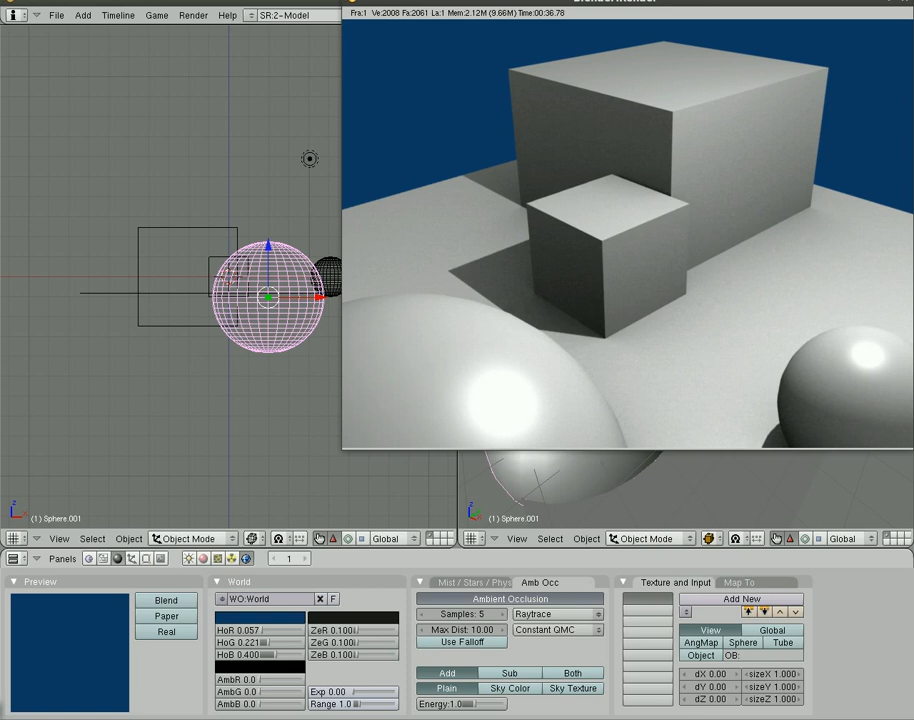 Blender:Render
File Add Timeline Game Render Help SR:2-Model
Fra:1 Ve:2008 Fa:2061 La:1 Mem:2.12M (9.66M) Time:00:36.78
z
x
(1) Sphere.001
z
(1) Sphere.001
View Select Object Object Mode Global
View Select Object Object Mode Global
Panels 1
Preview
Blend
Paper
Real
World
WO:World F
HoR 0.057 ZeR 0.100
HoG 0.221 ZeG 0.100
HoB 0.400 ZeB 0.100
AmbR 0.0
AmbG 0.0 Exp 0.00
AmbB 0.0 Range 1.0
Mist / Stars / Phys Amb Occ
Ambient Occlusion
Samples: 5 Raytrace
Max Dist: 10.00 Constant QMC
Use Falloff
Add Sub Both
Plain Sky Color Sky Texture
Energy:1.0
Texture and Input Map To
Add New
View Global
AngMap Sphere Tube
Object OB:
dX 0.00 sizeX 1.000
dY 0.00 sizeY 1.000
dZ 0.00 sizeZ 1.000